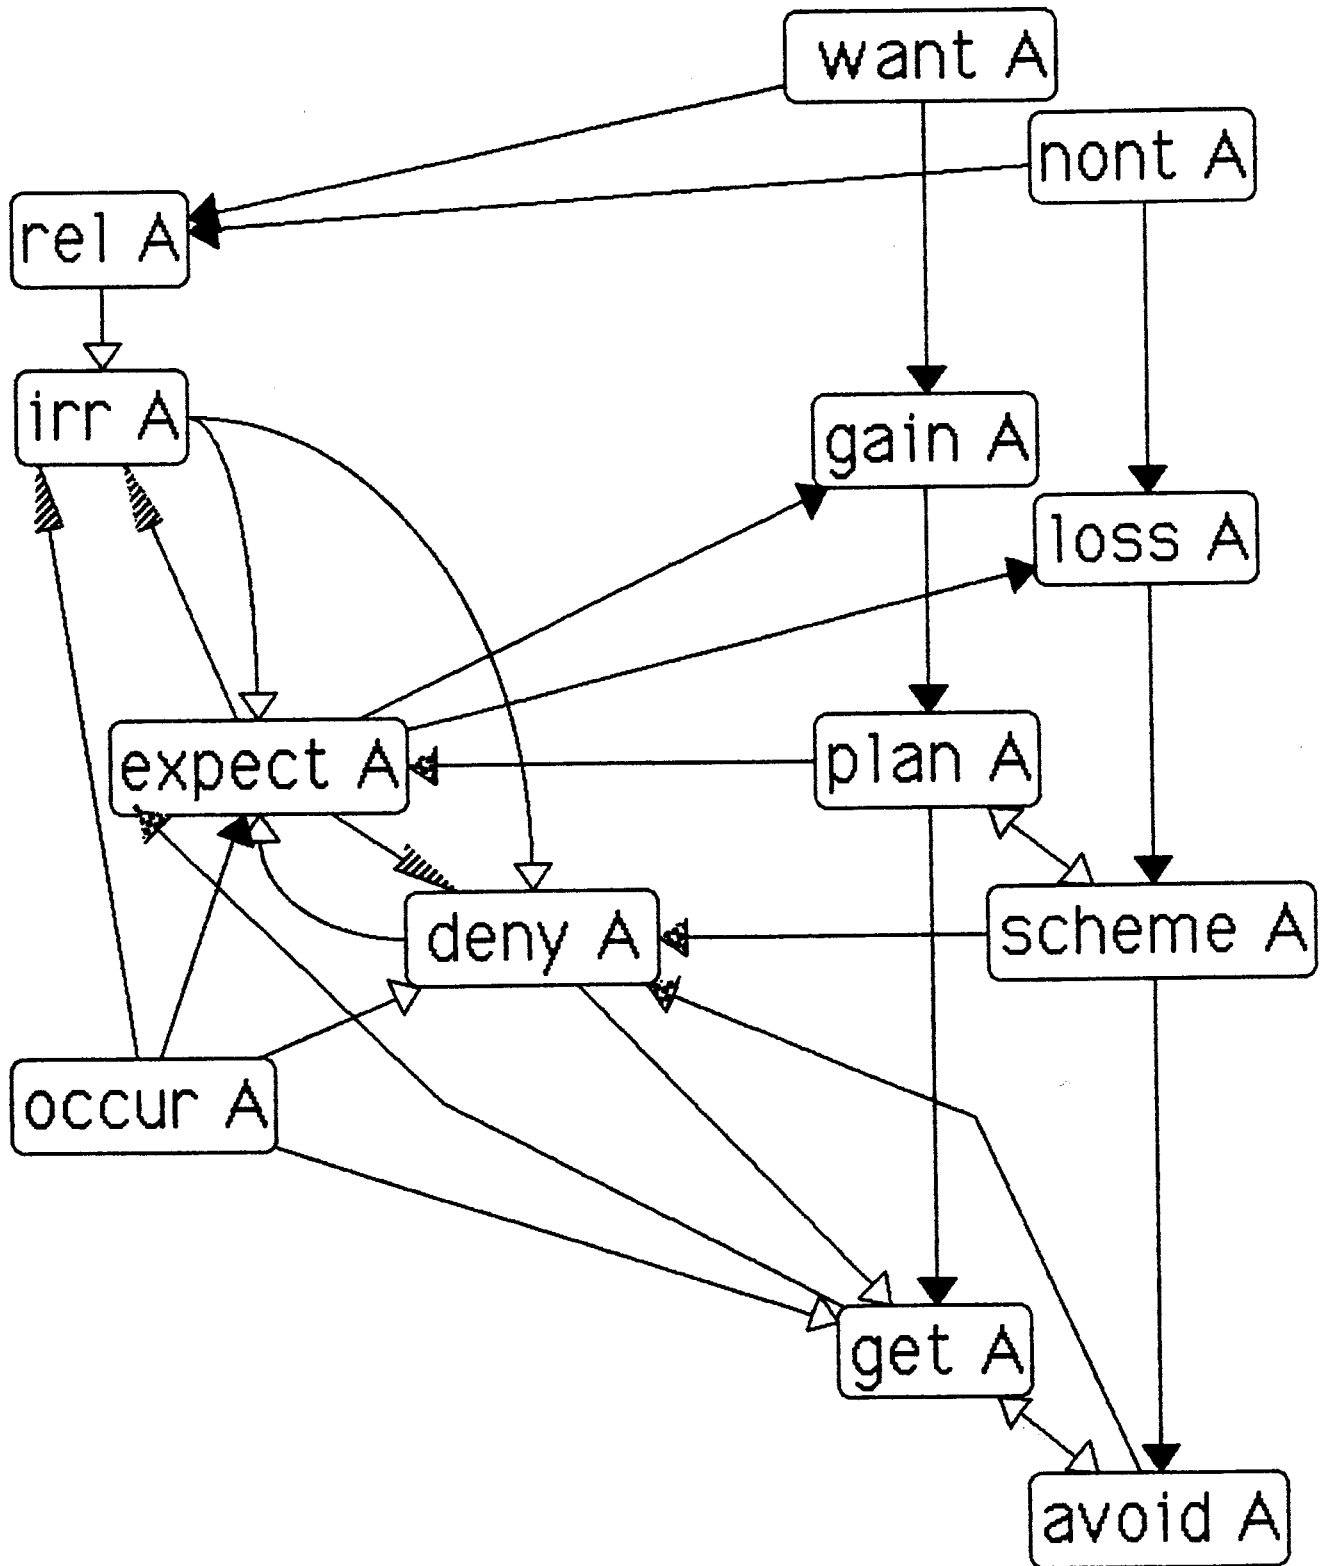 want A
nont A
rel A
irr A
gain A
loss A
expect A
plan A
deny A
scheme A
occur A
get A
avoid A